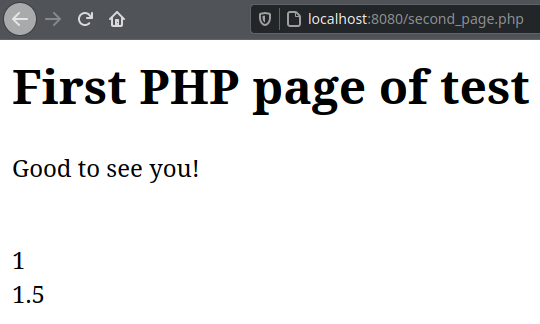 localhost:8080/second_page.php
First PHP page of test
Good to see you!
1
1.5